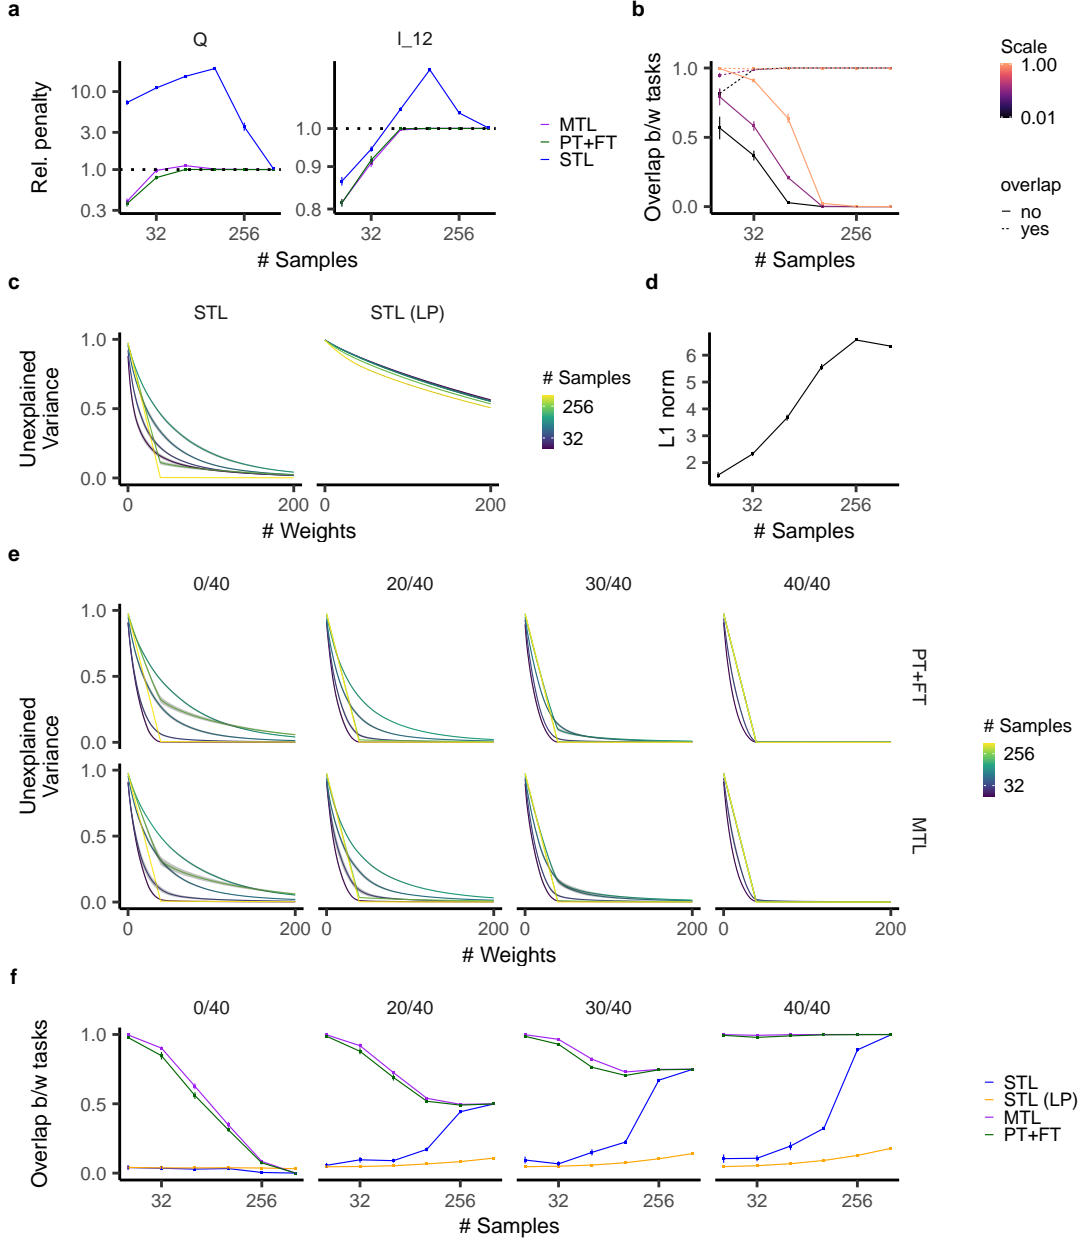 a
Q
l_12
Rel. penalty
10.0
3.0
1.0
0.3
1.0
0.9
0.8
32
256
32
256
# Samples
MTL
PT+FT
STL
b
Overlap b/w tasks
1.0
0.5
0.0
32
256
# Samples
Scale
1.00
0.01
overlap
no
yes
c
STL
STL (LP)
Unexplained
Variance
1.0
0.5
0.0
0
200
0
200
# Weights
# Samples
256
32
d
L1 norm
6
5
4
3
2
32
256
# Samples
e
0/40
20/40
30/40
40/40
Unexplained
Variance
1.0
0.5
0.0
PT+FT
Unexplained
Variance
1.0
0.5
0.0
MTL
0
200
0
200
0
200
0
200
# Weights
# Samples
256
32
f
0/40
20/40
30/40
40/40
Overlap b/w tasks
1.0
0.5
0.0
32
256
32
256
32
256
32
256
# Samples
STL
STL (LP)
MTL
PT+FT